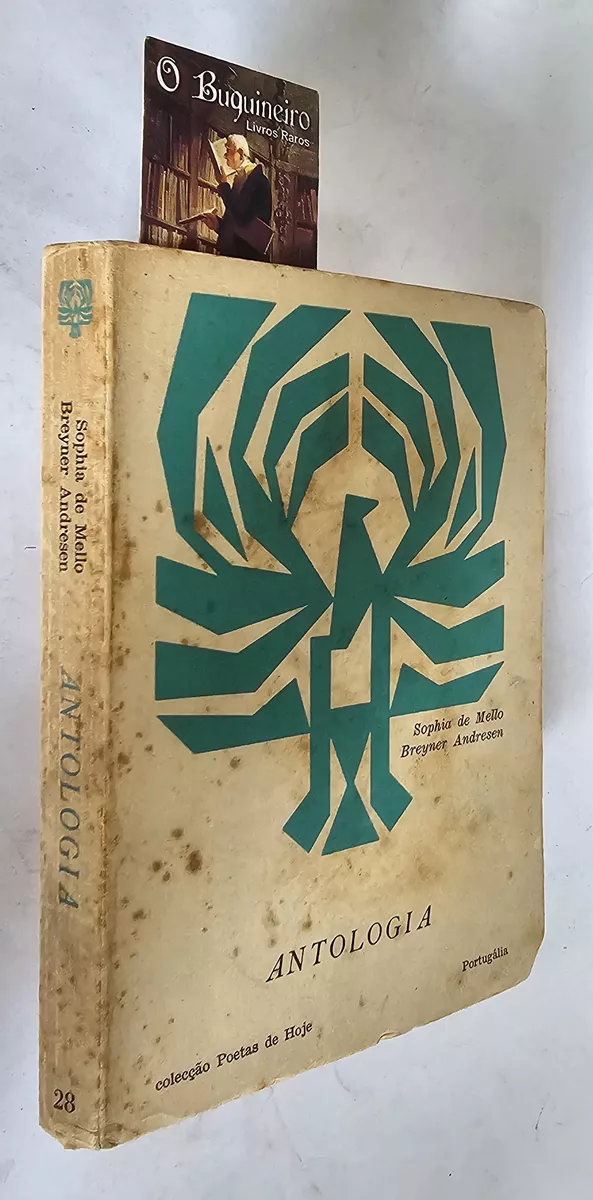 O Buquineiro
Livros Raros
Sophia de Mello
Breyner Andresen
ANTOLOGIA
28
Sophia de Mello
Breyner Andresen
ANTOLOGIA
Portugália
colecção Poetas de Hoje